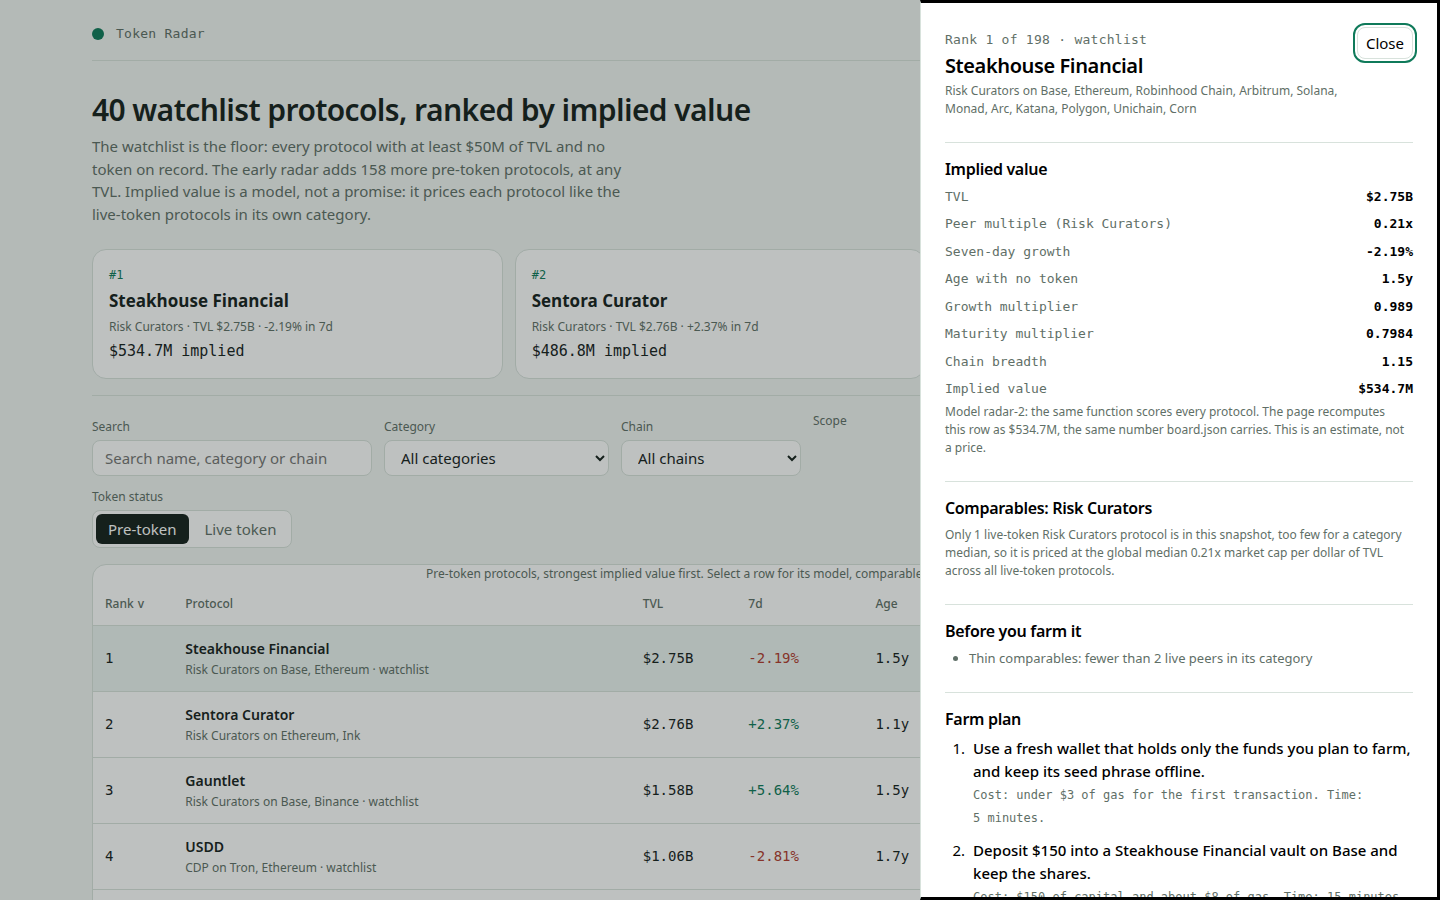 Token Radar
40 watchlist protocols, ranked by implied value
The watchlist is the floor: every protocol with at least $50M of TVL and no
token on record. The early radar adds 158 more pre-token protocols, at any
TVL. Implied value is a model, not a promise: it prices each protocol like the
live-token protocols in its own category.
#1
Steakhouse Financial
Risk Curators · TVL $2.75B · -2.19% in 7d
$534.7M implied
#2
Sentora Curator
Risk Curators · TVL $2.76B · +2.37% in 7d
$486.8M implied
Search
Search name, category or chain
Category
All categories
Chain
All chains
Scope
Token status
Pre-token
Live token
Pre-token protocols, strongest implied value first. Select a row for its model, comparable
Rank v Protocol TVL 7d Age
1 Steakhouse Financial $2.75B -2.19% 1.5y
Risk Curators on Base, Ethereum · watchlist
2 Sentora Curator $2.76B +2.37% 1.1y
Risk Curators on Ethereum, Ink
3 Gauntlet $1.58B +5.64% 1.5y
Risk Curators on Base, Binance · watchlist
4 USDD $1.06B -2.81% 1.7y
CDP on Tron, Ethereum · watchlist
Rank 1 of 198 · watchlist
Close
Steakhouse Financial
Risk Curators on Base, Ethereum, Robinhood Chain, Arbitrum, Solana,
Monad, Arc, Katana, Polygon, Unichain, Corn
Implied value
TVL $2.75B
Peer multiple (Risk Curators) 0.21x
Seven-day growth -2.19%
Age with no token 1.5y
Growth multiplier 0.989
Maturity multiplier 0.7984
Chain breadth 1.15
Implied value $534.7M
Model radar-2: the same function scores every protocol. The page recomputes
this row as $534.7M, the same number board.json carries. This is an estimate, not
a price.
Comparables: Risk Curators
Only 1 live-token Risk Curators protocol is in this snapshot, too few for a category
median, so it is priced at the global median 0.21x market cap per dollar of TVL
across all live-token protocols.
Before you farm it
• Thin comparables: fewer than 2 live peers in its category
Farm plan
1. Use a fresh wallet that holds only the funds you plan to farm,
and keep its seed phrase offline.
Cost: under $3 of gas for the first transaction. Time:
5 minutes.
2. Deposit $150 into a Steakhouse Financial vault on Base and
keep the shares.
Cost: $150 of capital and about $8 of gas. Time: 15 minutes